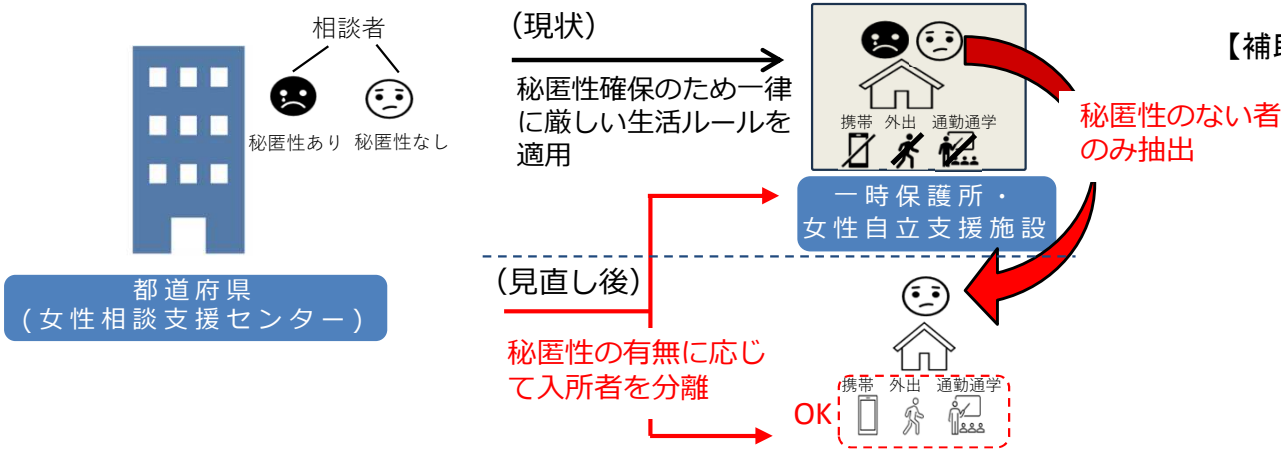 相談者
秘匿性あり 秘匿性なし
都道府県
(女性相談支援センター)
（現状）
秘匿性確保のため一律
に厳しい生活ルールを
適用
携帯 外出 通勤通学
一時保護所・
女性自立支援施設
【補助
秘匿性のない者
のみ抽出
（見直し後）
秘匿性の有無に応じ
て入所者を分離
携帯 外出 通勤通学
OK